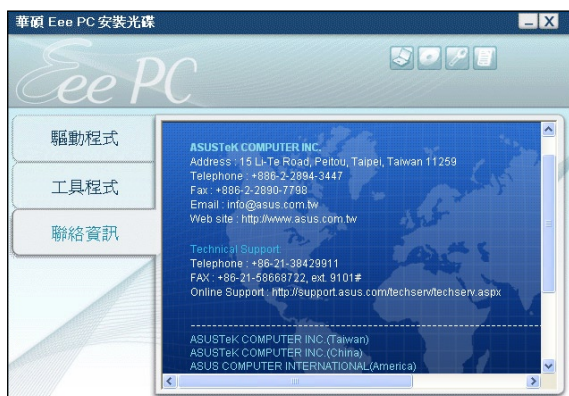 華碩 Eee PC 安裝光碟
Eee PC
驅動程式
工具程式
聯絡資訊
ASUSTeK COMPUTER INC.
Address : 15 Li-Te Road, Peitou, Taipei, Taiwan 11259
Telephone : +886-2-2894-3447
Fax : +886-2-2890-7798
Email : info@asus.com.tw
Web site : http://www.asus.com.tw
Technical Support:
Telephone : +86-21-38429911
FAX : +86-21-58668722, ext. 9101#
Online Support : http://support.asus.com/techserv/techserv.aspx
ASUSTeK COMPUTER INC.(Taiwan)
ASUSTeK COMPUTER INC.(China)
ASUS COMPUTER INTERNATIONAL(America)